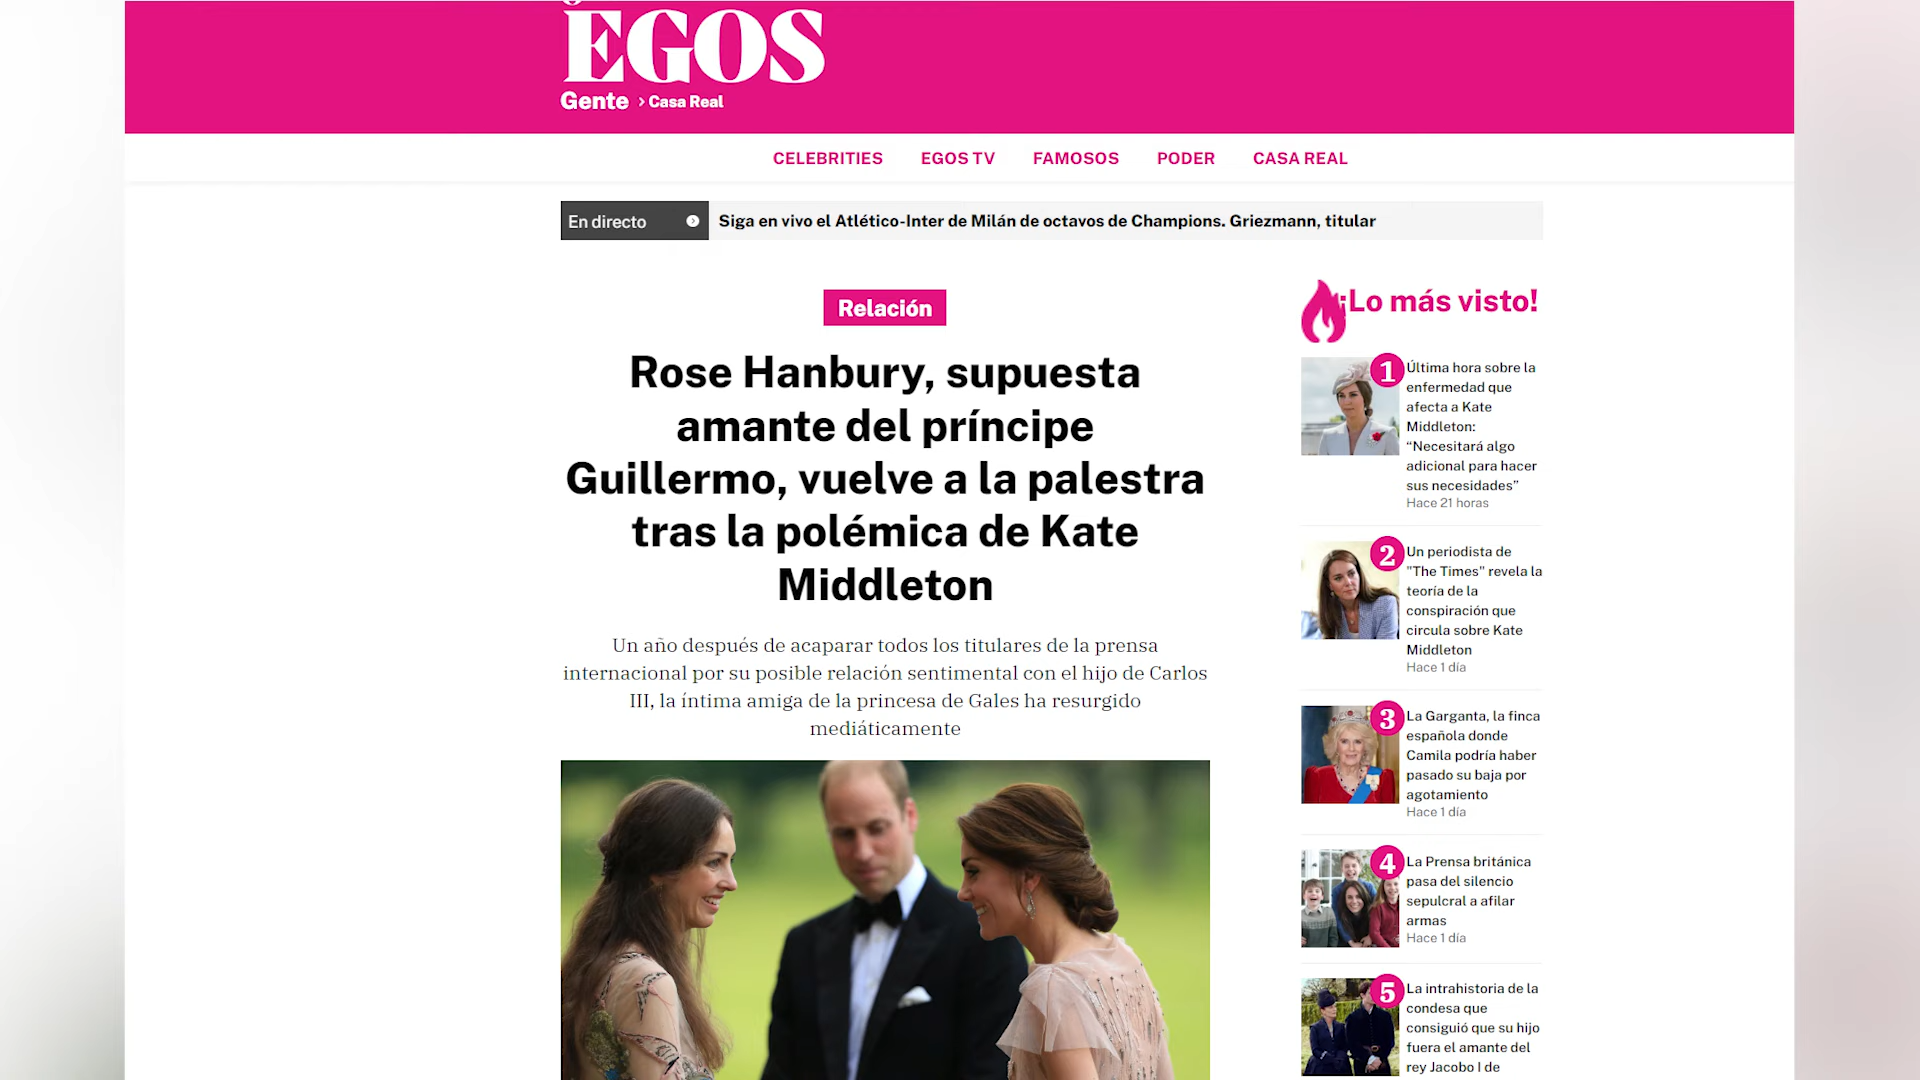 EGOS
Gente > Casa Real
CELEBRITIES EGOS TV FAMOSOS PODER CASA REAL
En directo
Siga en vivo el Atlético-Inter de Milán de octavos de Champions. Griezmann, titular
Relación
Rose Hanbury, supuesta
amante del príncipe
Guillermo, vuelve a la palestra
tras la polémica de Kate
Middleton
Un año después de acaparar todos los titulares de la prensa
internacional por su posible relación sentimental con el hijo de Carlos
III, la íntima amiga de la princesa de Gales ha resurgido
mediáticamente
¡Lo más visto!
1
Última hora sobre la
enfermedad que
afecta a Kate
Middleton:
“Necesitará algo
adicional para hacer
sus necesidades”
Hace 21 horas
2
Un periodista de
"The Times" revela la
teoría de la
conspiración que
circula sobre Kate
Middleton
Hace 1 día
3
La Garganta, la finca
española donde
Camila podría haber
pasado su baja por
agotamiento
Hace 1 día
4
La Prensa británica
pasa del silencio
sepulcral a afilar
armas
Hace 1 día
5
La intrahistoria de la
condesa que
consiguió que su hijo
fuera el amante del
rey Jacobo I de